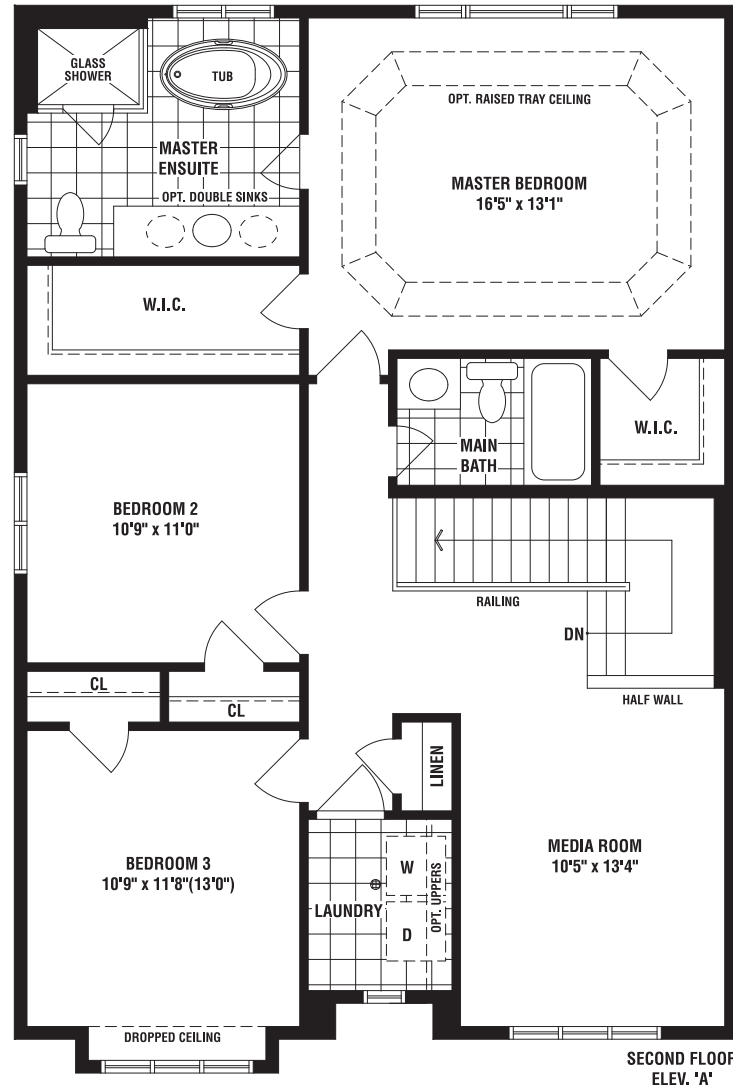 GLASS
SHOWER
TUB
OPT. RAISED TRAY CEILING
MASTER
ENSUITE
OPT. DOUBLE SINKS
MASTER BEDROOM
16'5" x 13'1"
W.I.C.
W.I.C.
MAIN
BATH
BEDROOM 2
10'9" x 11'0"
RAILING
DN
HALF WALL
CL
CL
LINEN
BEDROOM 3
10'9" x 11'8"(13'0")
W
LAUNDRY
OPT. UPPERS
D
MEDIA ROOM
10'5" x 13'4"
DROPPED CEILING
SECOND FLOOR
ELEV. 'A'